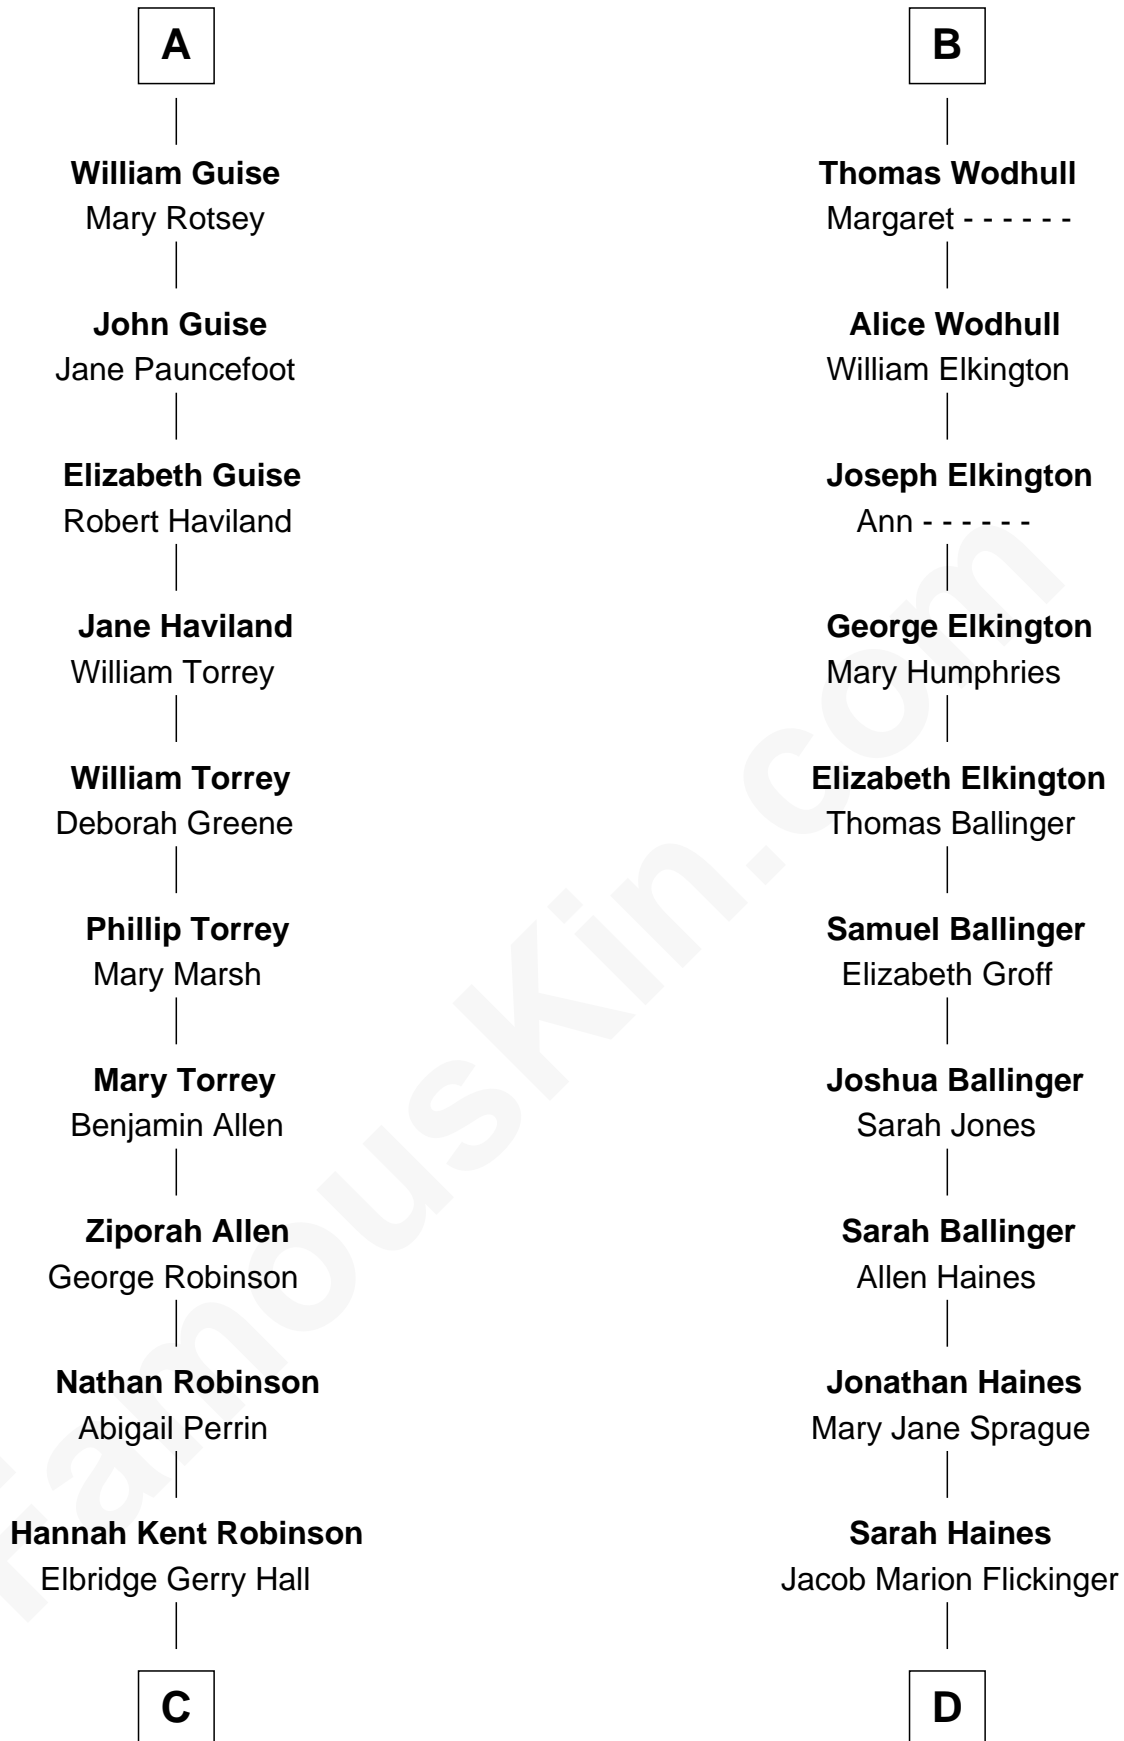 A
William Guise
Mary Rotsey
John Guise
Jane Pauncefoot
Elizabeth Guise
Robert Haviland
Jane Haviland
William Torrey
William Torrey
Deborah Greene
Phillip Torrey
Mary Marsh
Mary Torrey
Benjamin Allen
Ziporah Allen
George Robinson
Nathan Robinson
Abigail Perrin
Hannah Kent Robinson
Elbridge Gerry Hall
C
B
Thomas Wodhull
Margaret - - - - - -
Alice Wodhull
William Elkington
Joseph Elkington
Ann - - - - - -
George Elkington
Mary Humphries
Elizabeth Elkington
Thomas Ballinger
Samuel Ballinger
Elizabeth Groff
Joshua Ballinger
Sarah Jones
Sarah Ballinger
Allen Haines
Jonathan Haines
Mary Jane Sprague
Sarah Haines
Jacob Marion Flickinger
D
FamousKin.com